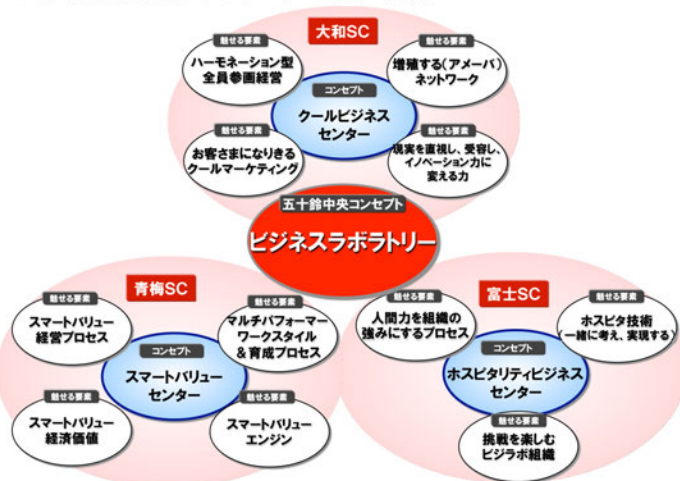 大和SC
魅せる要素
ハーモネーション型
全員参画経営
魅せる要素
増殖する(アメーバ)
ネットワーク
コンセプト
クールビジネス
センター
魅せる要素
お客さまになりきる
クールマーケティング
魅せる要素
現実を直視し、受容し、
イノベーション力に
変える力
五十鈴中央コンセプト
ビジネスラボラトリー
青梅SC
魅せる要素
スマートバリュー
経営プロセス
魅せる要素
マルチパフォーマー
ワークスタイル
&育成プロセス
コンセプト
スマートバリュー
センター
魅せる要素
スマートバリュー
経済価値
魅せる要素
スマートバリュー
エンジン
富士SC
魅せる要素
人間力を組織の
強みにするプロセス
魅せる要素
ホスピタ技術
(一緒に考え、実現する)
コンセプト
ホスピタリティビジネス
センター
魅せる要素
挑戦を楽しむ
ビジラボ組織